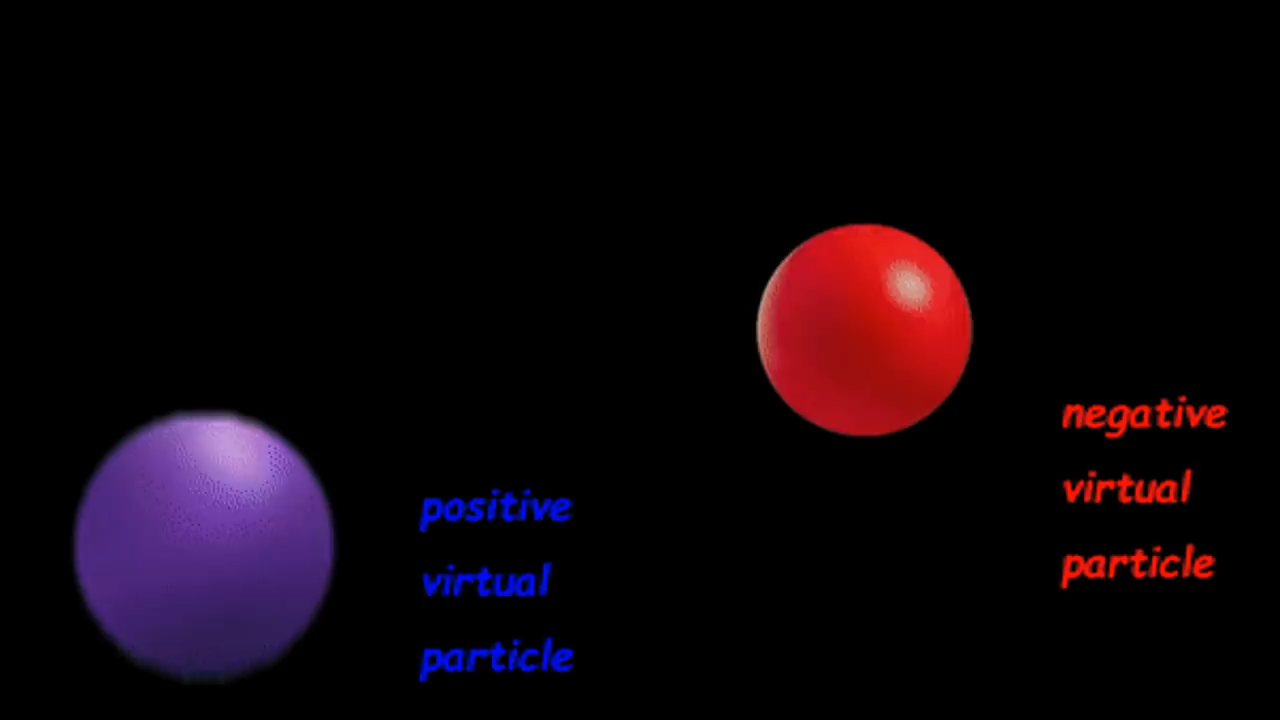 positive
virtual
particle
negative
virtual
particle